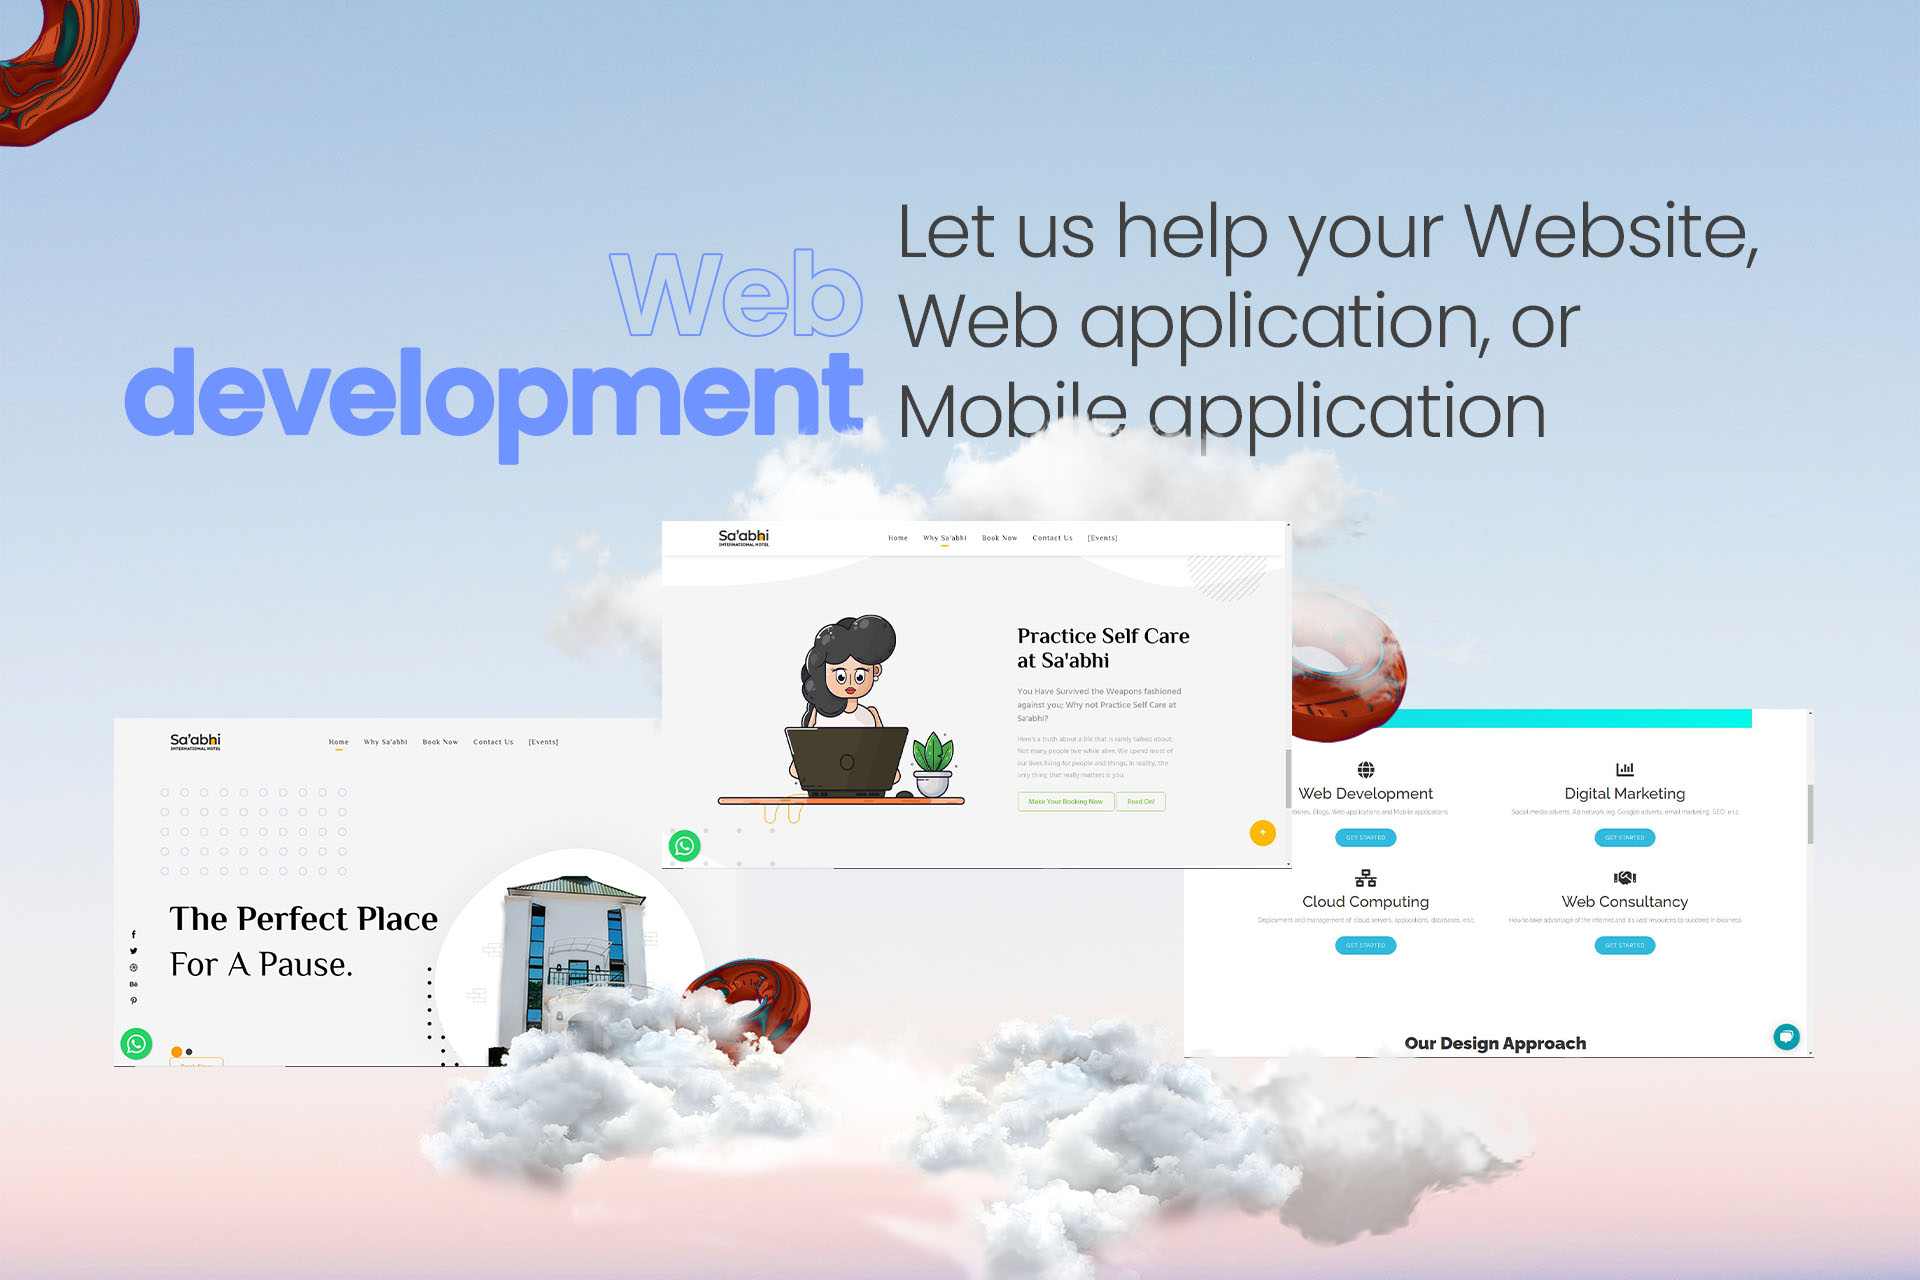 Web
development
Let us help your Website,
Web application, or
Mobile application
Sa'abhi
INTERNATIONAL HOTEL
Home Why Sa'abhi Book Now Contact Us [Events]
Practice Self Care
at Sa'abhi
You Have Survived the Weapons fashioned
against you; Why not Practice Self Care at
Sa'abhi?
Here's a truth about a life that is rarely talked about;
Not many people live while alive. We spend most of
our lives living for people and things. In reality, the
only thing that really matters is you.
Make Your Booking Now Read On!
Sa'abhi
INTERNATIONAL HOTEL
Home Why Sa'abhi Book Now Contact Us [Events]
The Perfect Place
For A Pause.
Bē
Web Development
Blogs, Web applications and Mobile applications
GET STARTED
Digital Marketing
Social media adverts, Ad network eg. Google adverts, email marketing, SEO, e.t.c
GET STARTED
Cloud Computing
Deployment and management of cloud servers, applications, databases, e.t.c
GET STARTED
Web Consultancy
How to take advantage of the internet and it's vast resources to succeed in business
GET STARTED
Our Design Approach